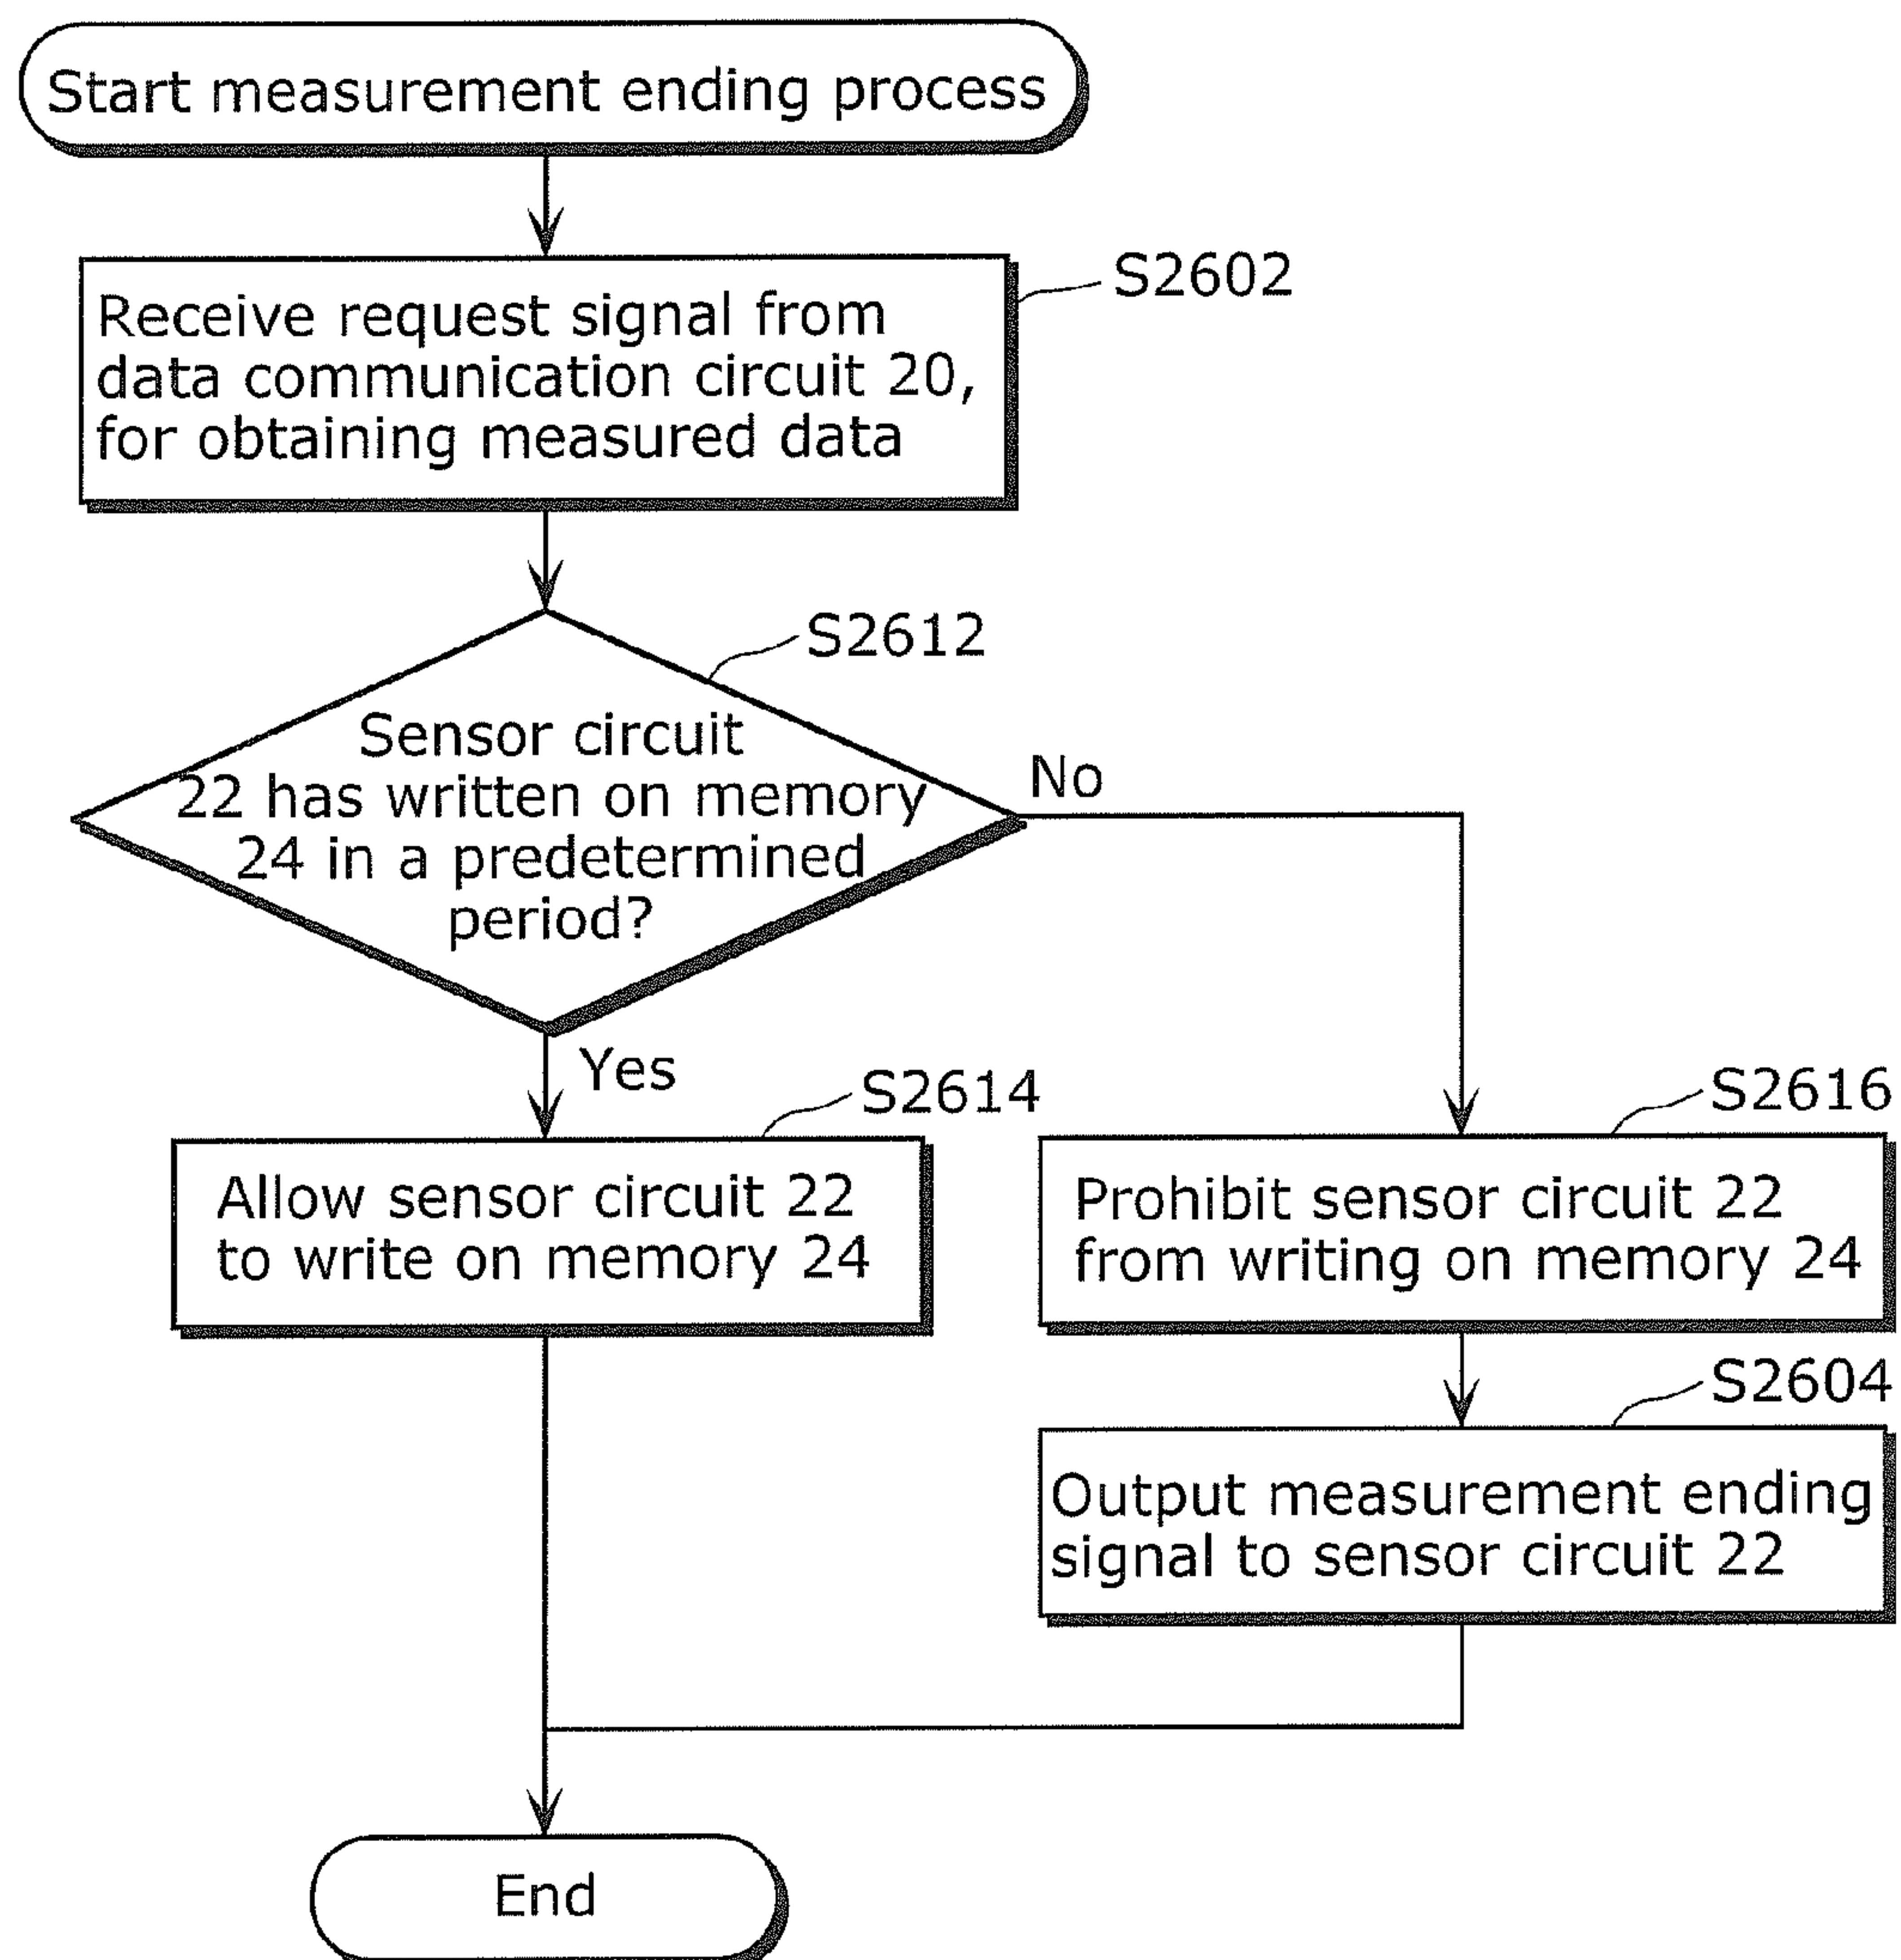 Start measurement ending process
S2602
Receive request signal from
data communication circuit 20,
for obtaining measured data
S2612
Sensor circuit
22 has written on memory
24 in a predetermined
period?
No
Yes
S2614
Allow sensor circuit 22
to write on memory 24
S2616
Prohibit sensor circuit 22
from writing on memory 24
S2604
Output measurement ending
signal to sensor circuit 22
End